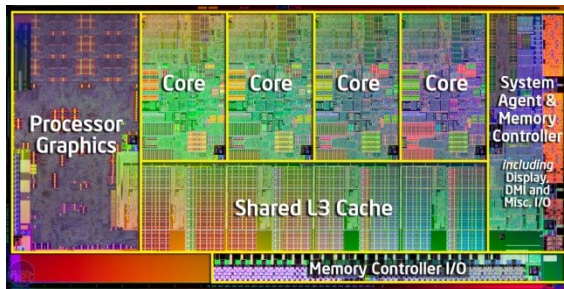 Processor
Graphics
Core
Core
Core
Core
System
Agent &
Memory
Controller
including
Display,
DMI and
Misc. I/O
Shared L3 Cache
Memory Controller I/O